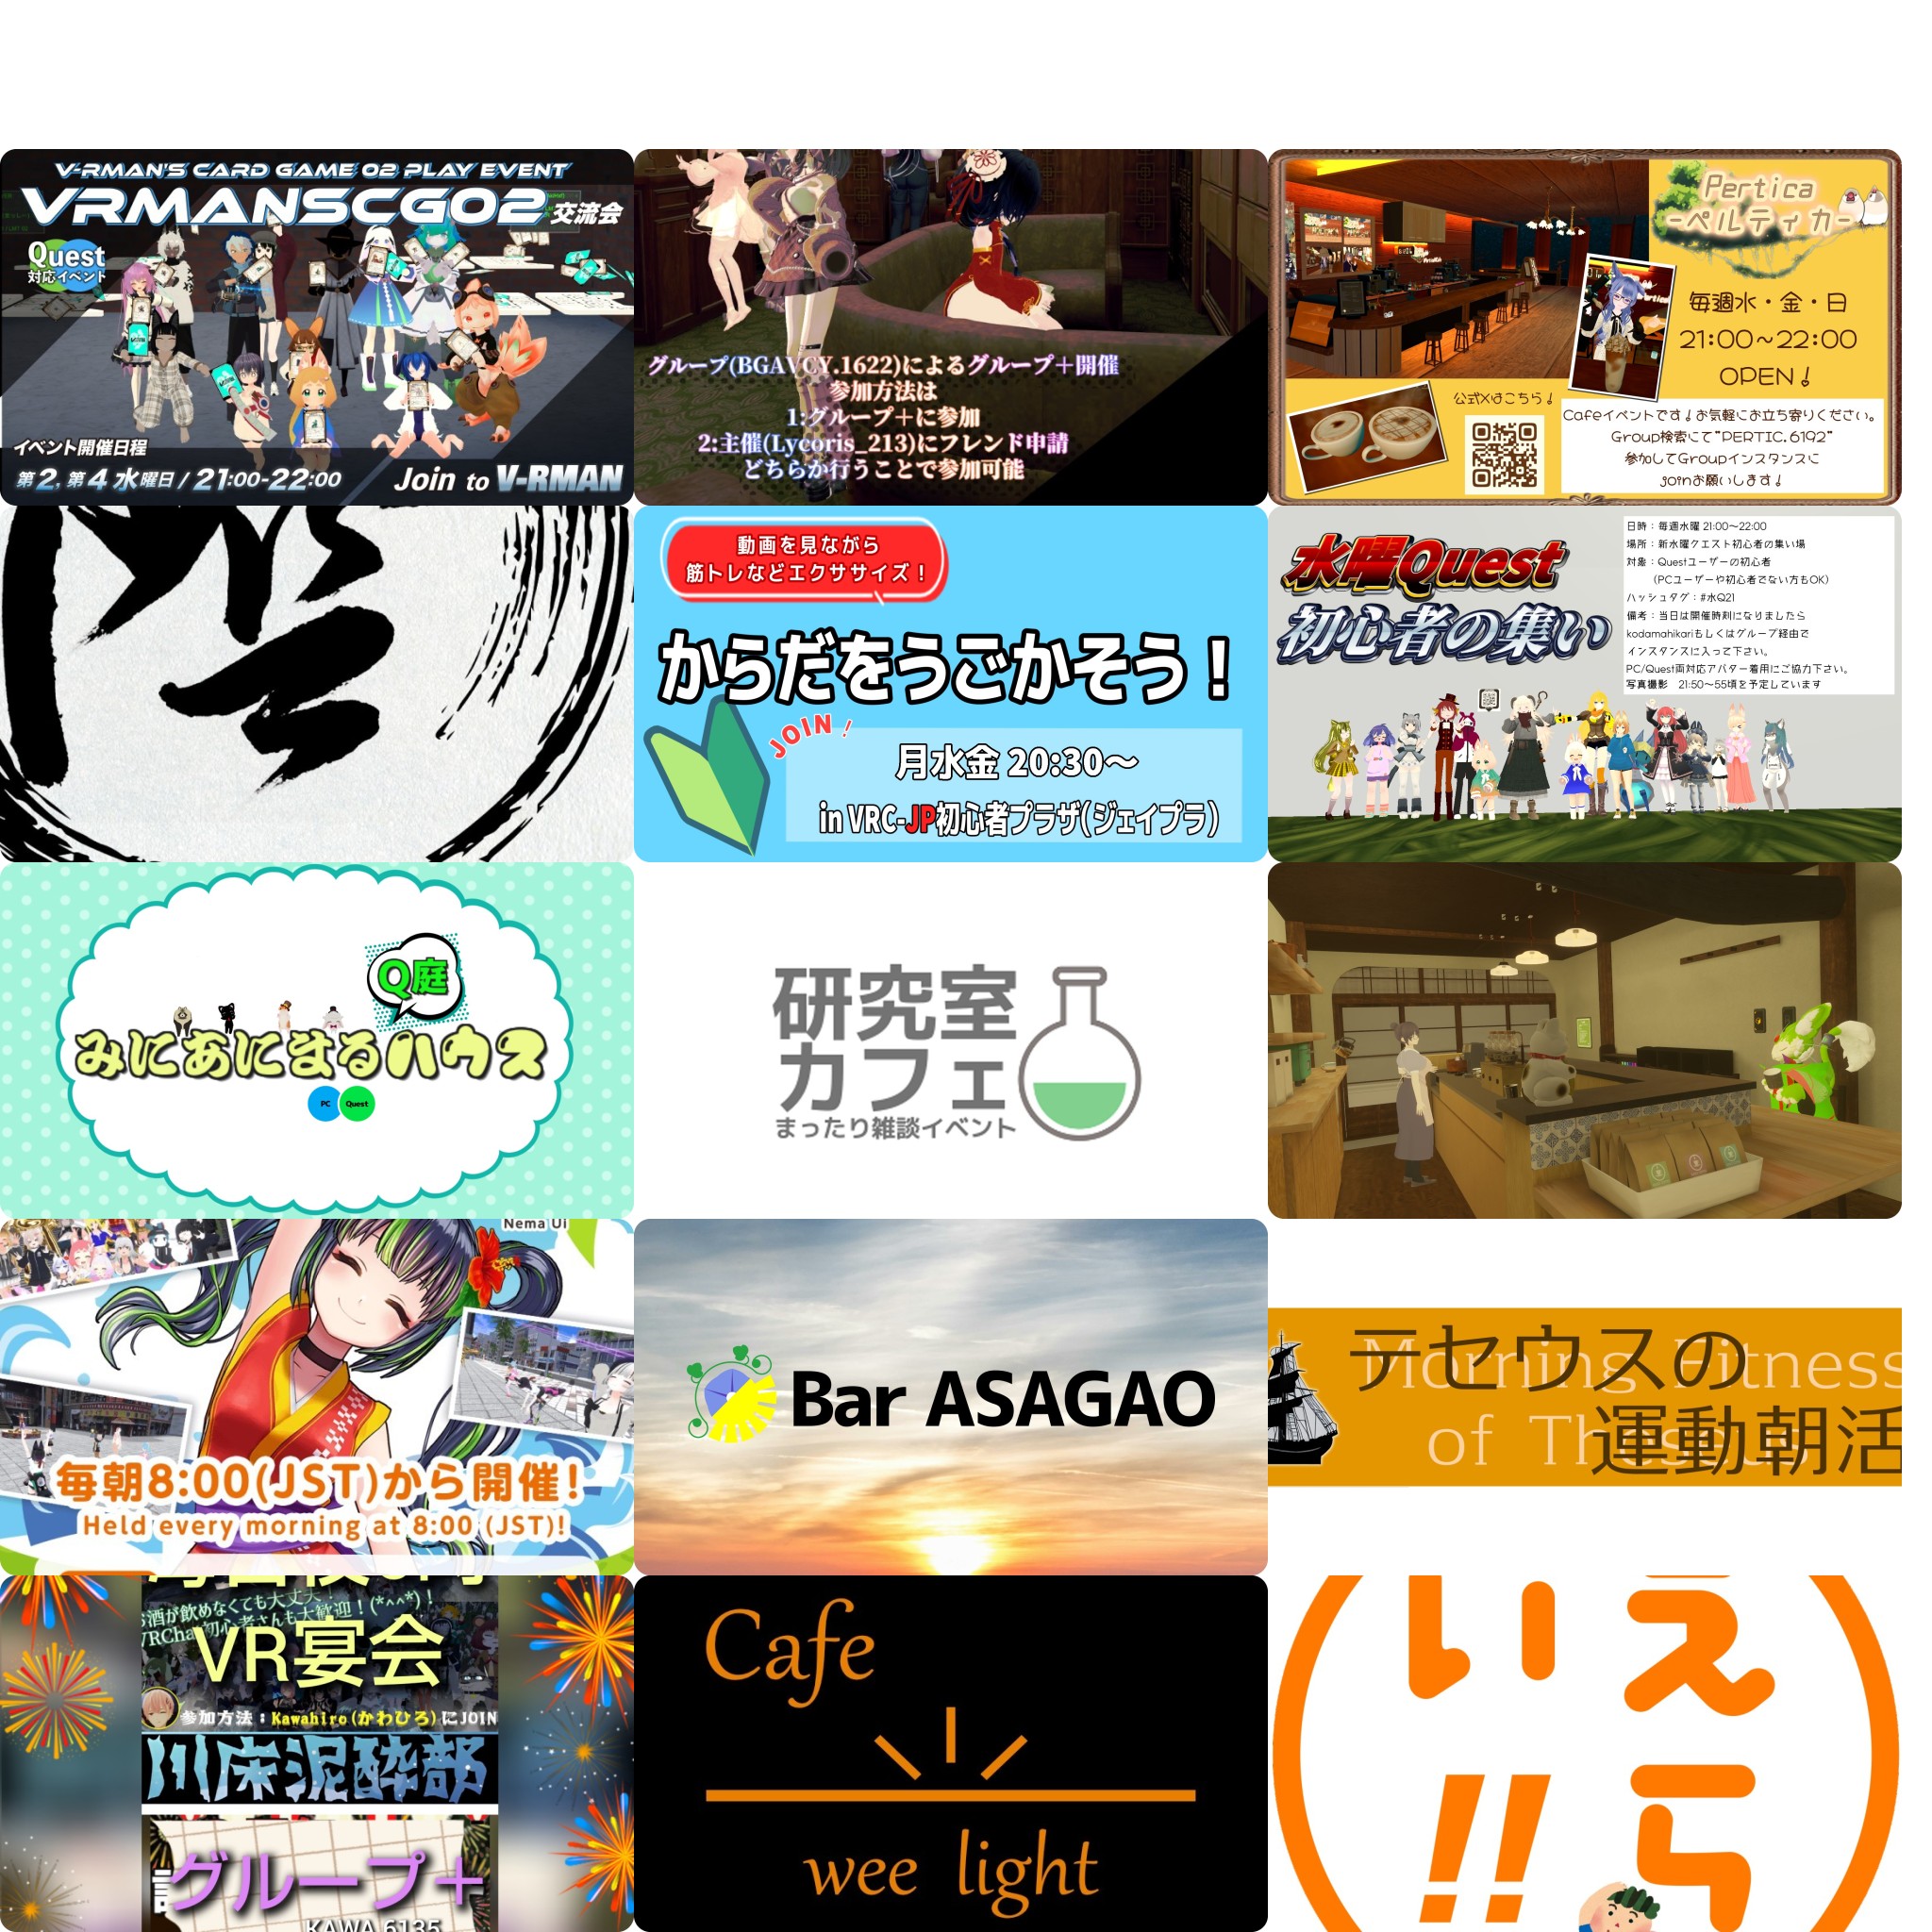 V-RMAN'S CARD GAME 02 PLAY EVENT
VRMANSCG02 交流会
Quest
対応イベント
イベント開催日程
第2, 第4 水曜日 / 21:00-22:00
Join to V-RMAN
グループ(BGAVCY.1622)によるグループ+開催
参加方法は
1:グループ+に参加
2:主催(Lycoris_213)にフレンド申請
どちらか行うことで参加可能
Pertica
-ペルティカ-
毎週水・金・日
21:00~22:00
OPEN!
公式Xはこちら!
Cafeイベントです!お気軽にお立ち寄りください。
Group検索にて"PERTIC.6192"
参加してGroupインスタンスに
joinお願いします!
動画を見ながら
筋トレなどエクササイズ!
からだをうごかそう!
JOIN!
月水金 20:30〜
in VRC-JP初心者プラザ(ジェイプラ)
水曜Quest
初心者の集い
日時:毎週水曜 21:00〜22:00
場所:新水曜クエスト初心者の集い場
対象:Questユーザーの初心者
(PCユーザーや初心者でない方もOK)
ハッシュタグ:#水Q21
備考:当日は開催時刻になりましたら
kodamahikariもしくはグループ経由で
インスタンスに入って下さい。
PC/Quest両対応アバター着用にご協力下さい。
写真撮影 21:50〜55頃を予定しています
Q庭
みにあにまるハウス
PC
Quest
研究室
カフェ
まったり雑談イベント
Nema Ui
毎朝8:00(JST)から開催!
Held every morning at 8:00 (JST)!
Bar ASAGAO
テセウスの
運動朝活
Morning Fitness
of
お酒が飲めなくても大丈夫!
VRChat初心者さんも大歓迎!(*^^*)!
VR宴会
参加方法:Kawahiro(かわひろ)にJOIN
川床泥酔部
グループ+
KAWA.6135
Cafe
wee light
えら
い!!